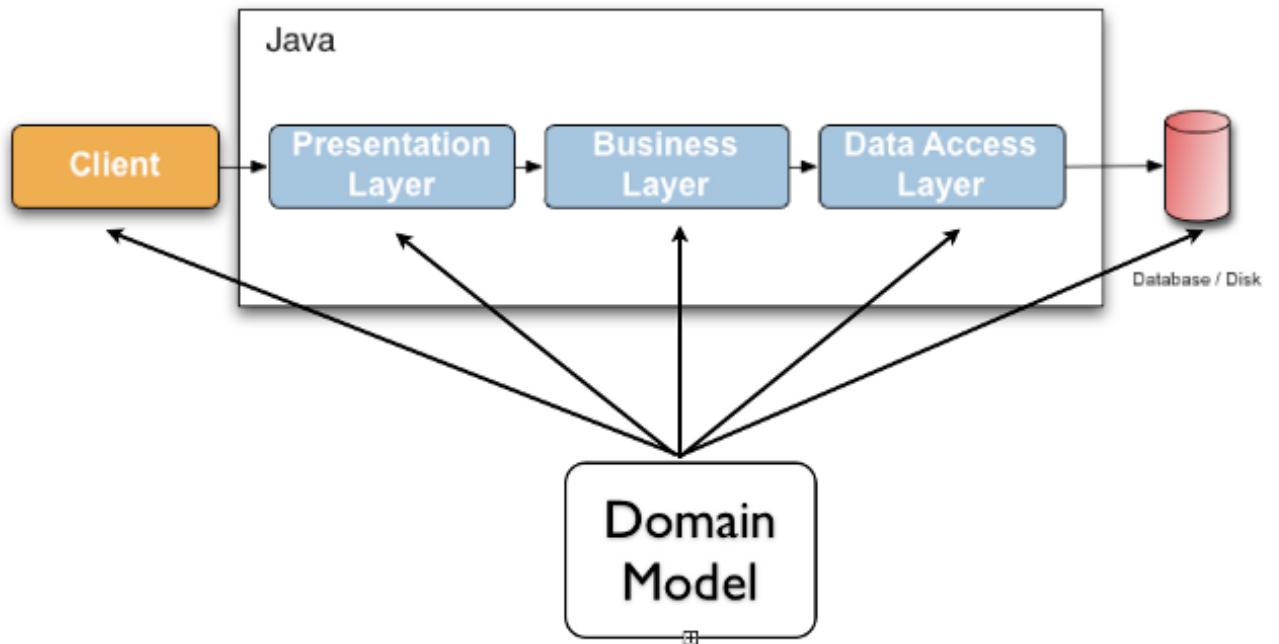 Java
Client
Presentation
Layer
Business
Layer
Data Access
Layer
Database / Disk
Domain
Model